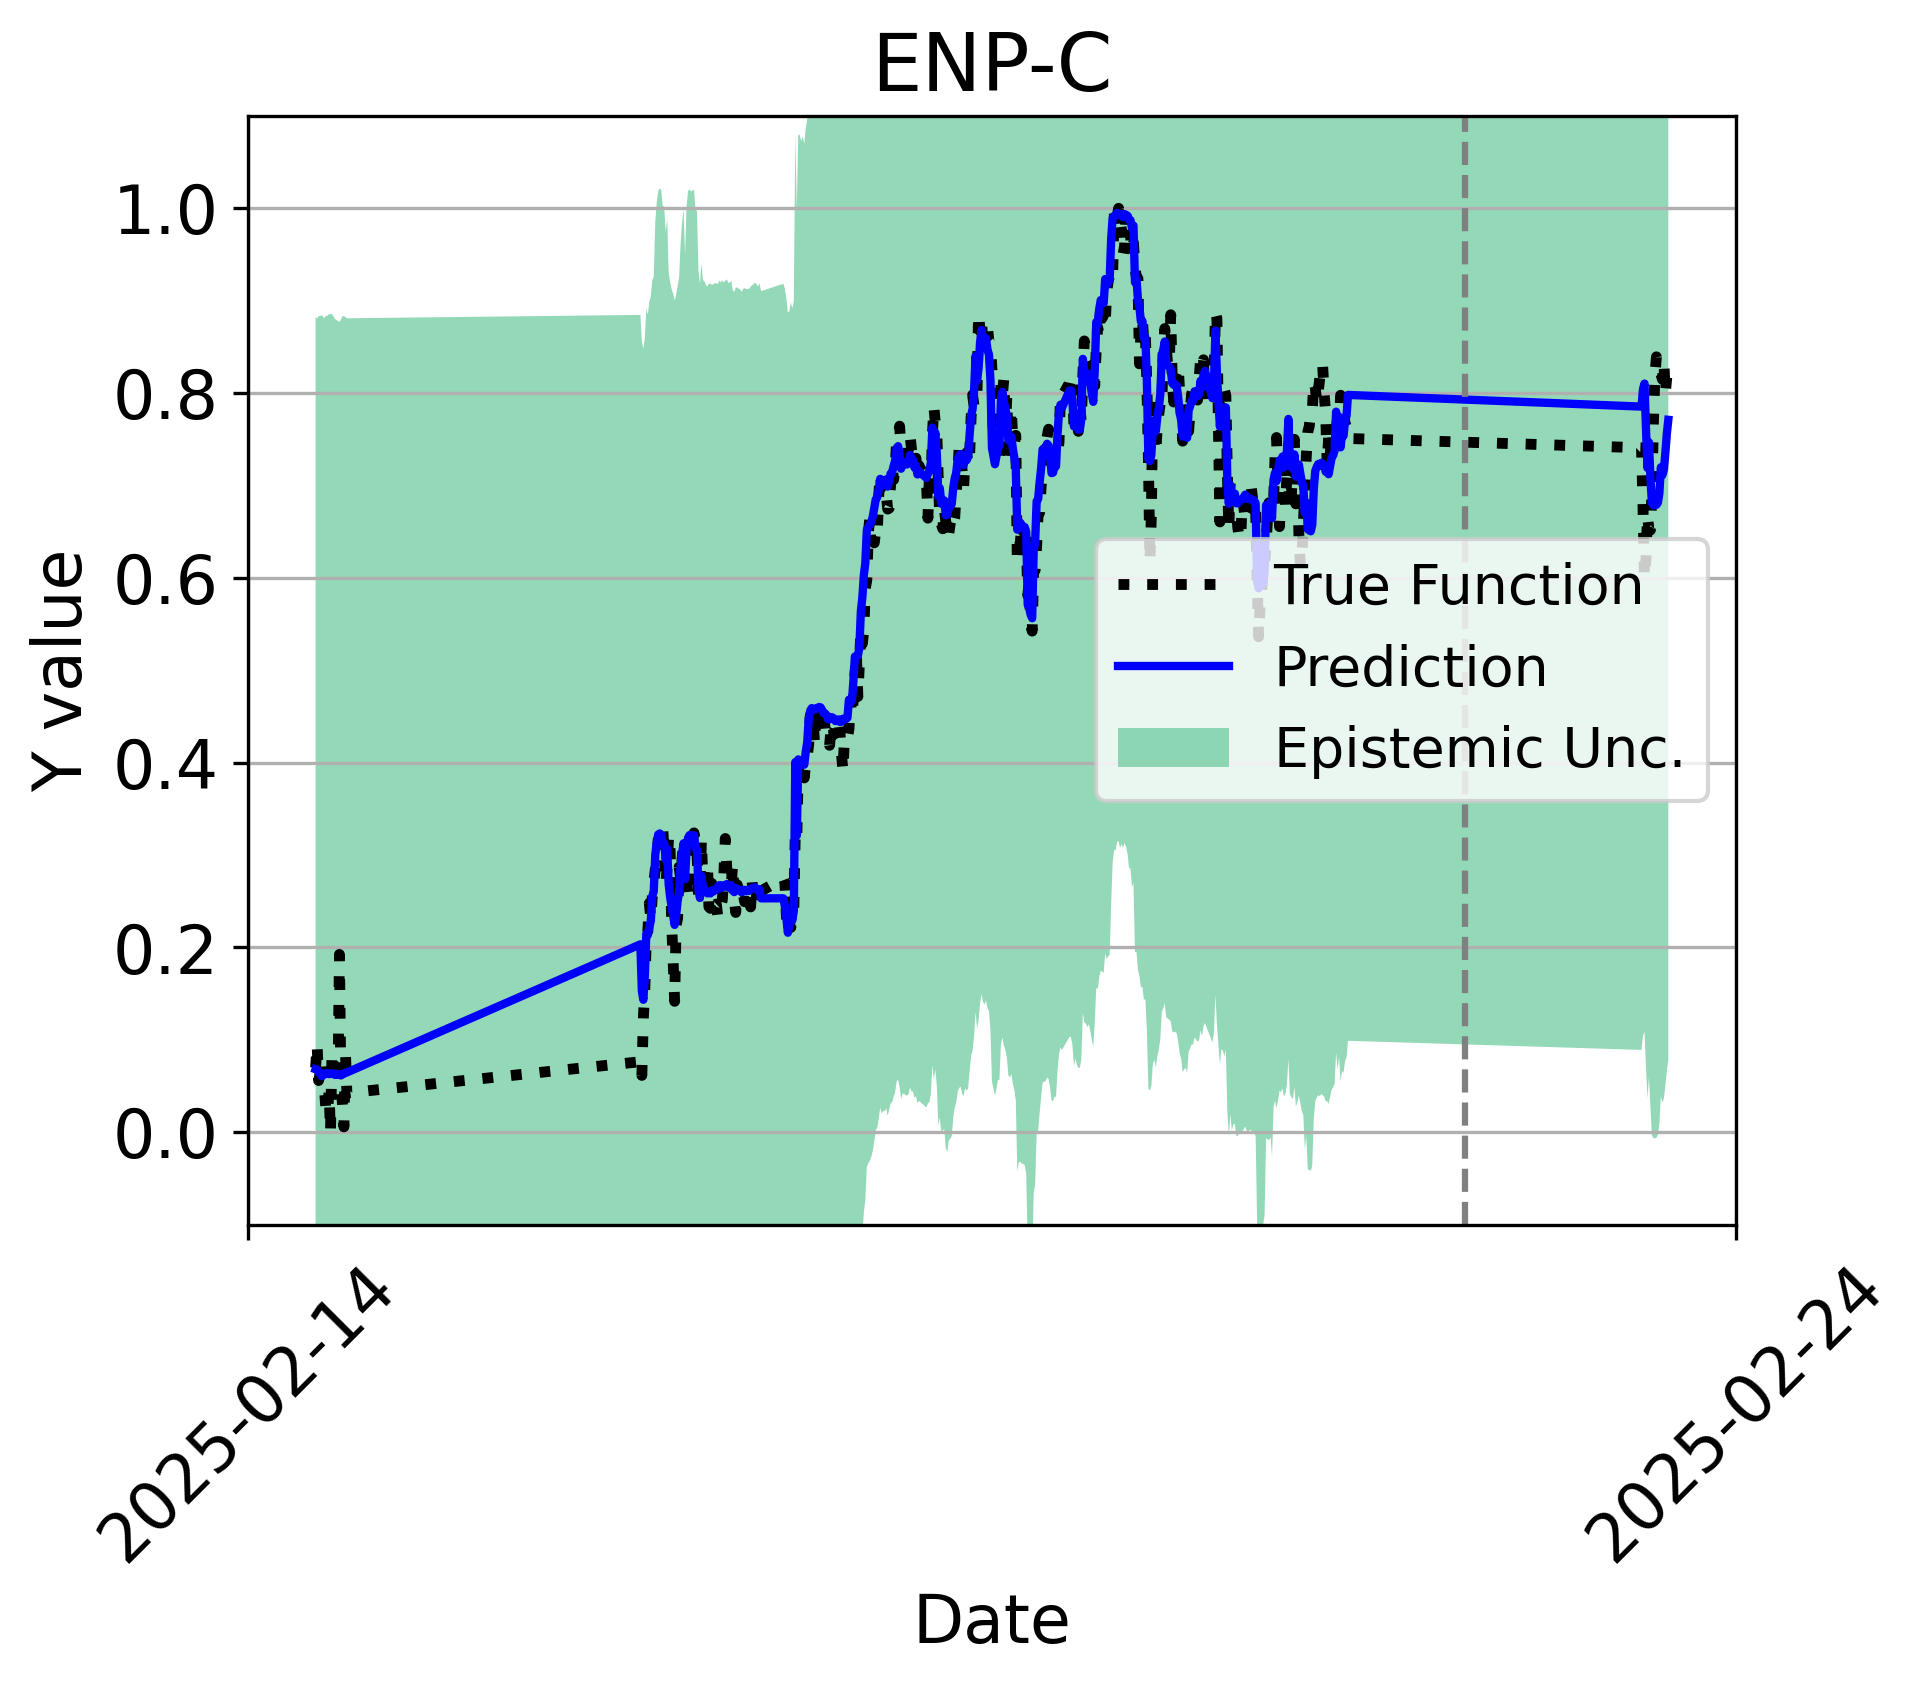 ENP-C
Y value
1.0
0.8
0.6
0.4
0.2
0.0
True Function
Prediction
Epistemic Unc.
2025-02-14
2025-02-24
Date